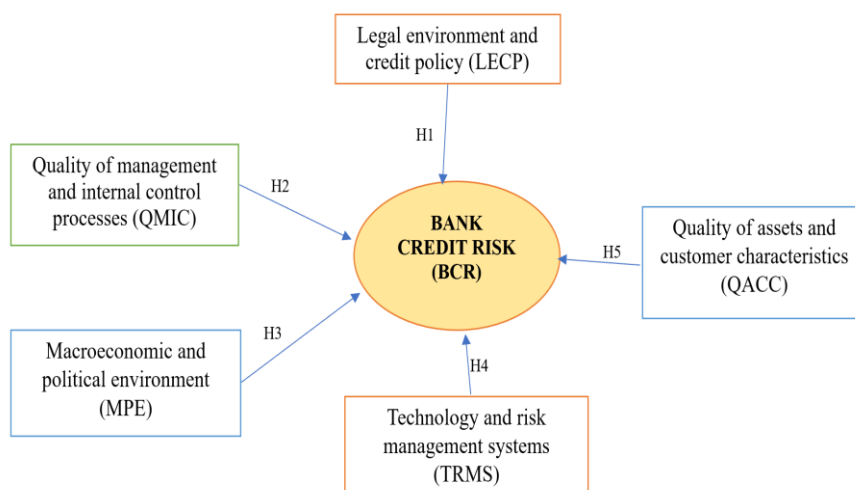 Legal environment and
credit policy (LECP)
H1
Quality of management
and internal control
processes (QMIC)
H2
BANK
CREDIT RISK
(BCR)
Quality of assets and
customer characteristics
(QACC)
H5
H3
Macroeconomic and
political environment
(MPE)
H4
Technology and risk
management systems
(TRMS)